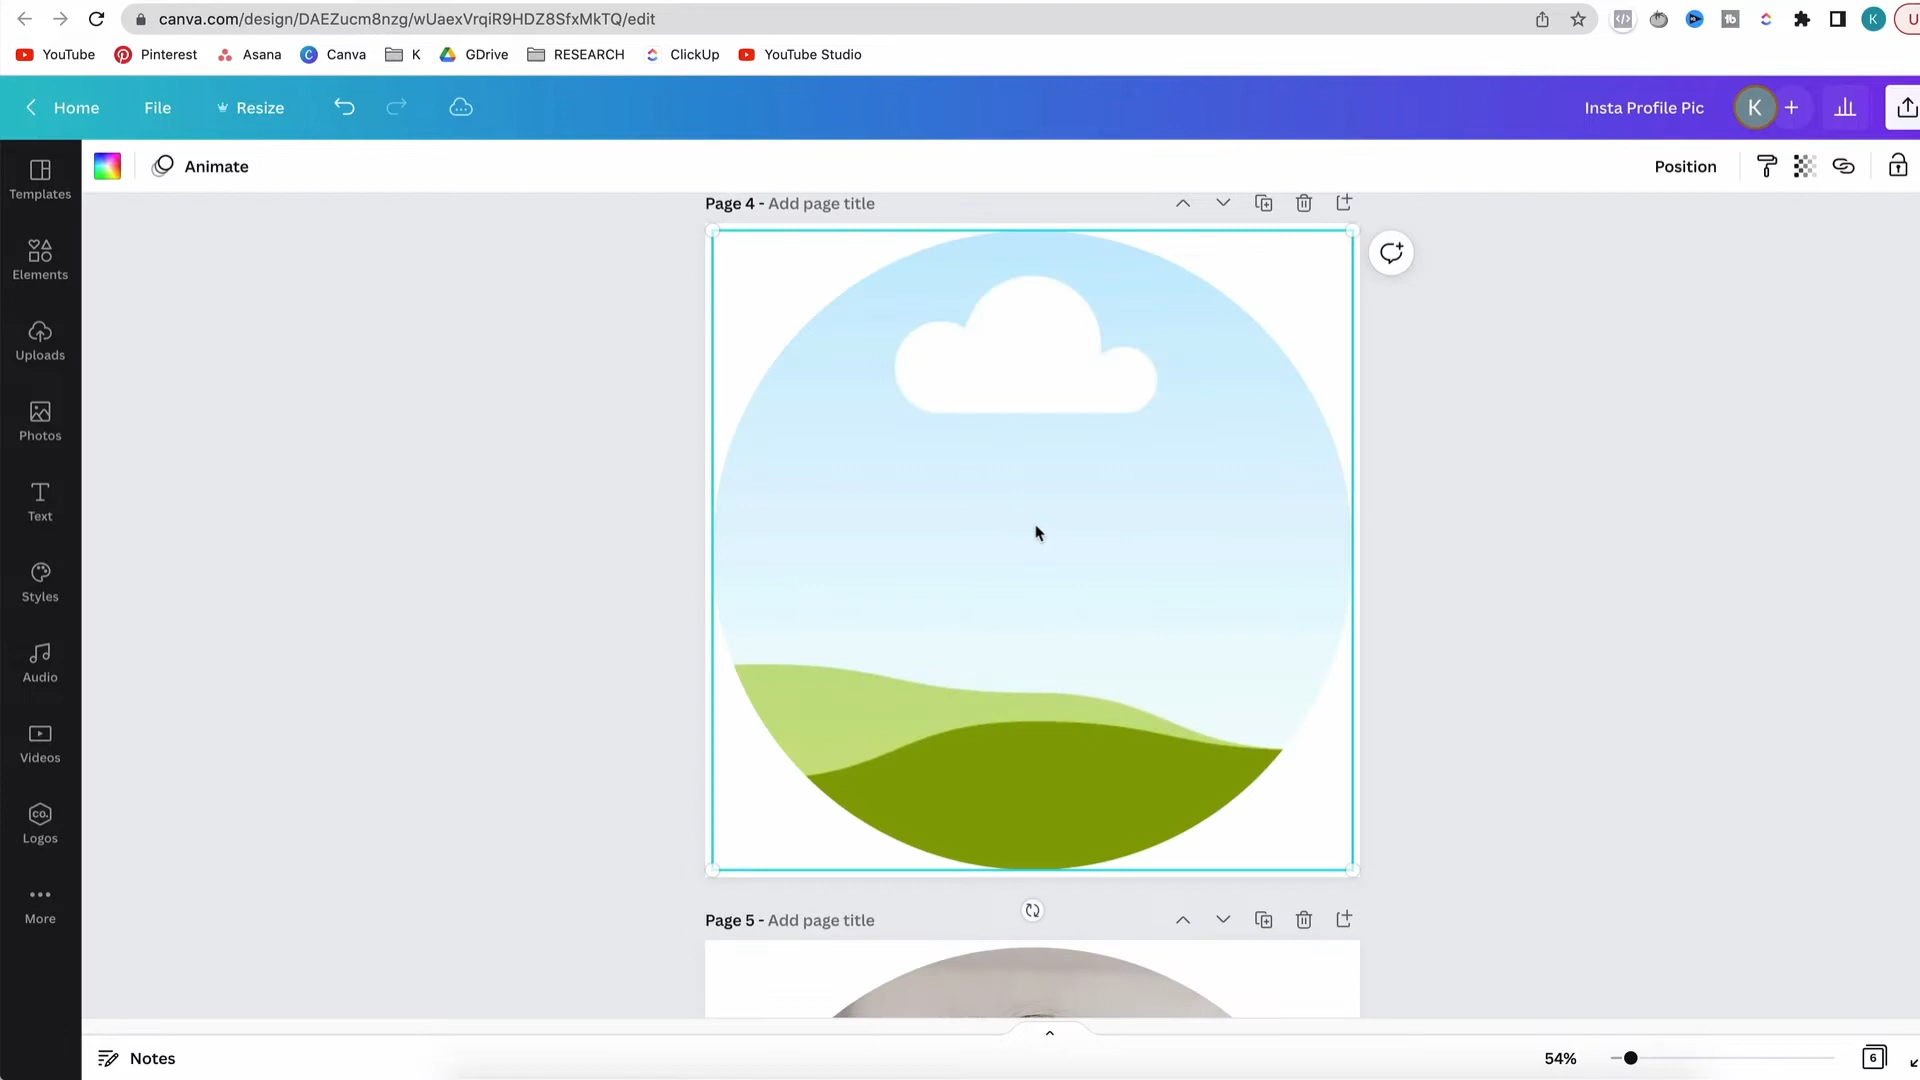 canva.com/design/DAEZucm8nzg/wUaexVrqiR9HDZ8SfxMkTQ/edit
tb
K
U
YouTube
Pinterest
Asana
C
Canva
K
GDrive
RESEARCH
ClickUp
YouTube Studio
Home
File
Resize
Insta Profile Pic
K
Animate
Position
Templates
Elements
Uploads
Photos
Text
Styles
Audio
Videos
CO.
Logos
More
Page 4 - Add page title
Page 5 - Add page title
Notes
54%
6